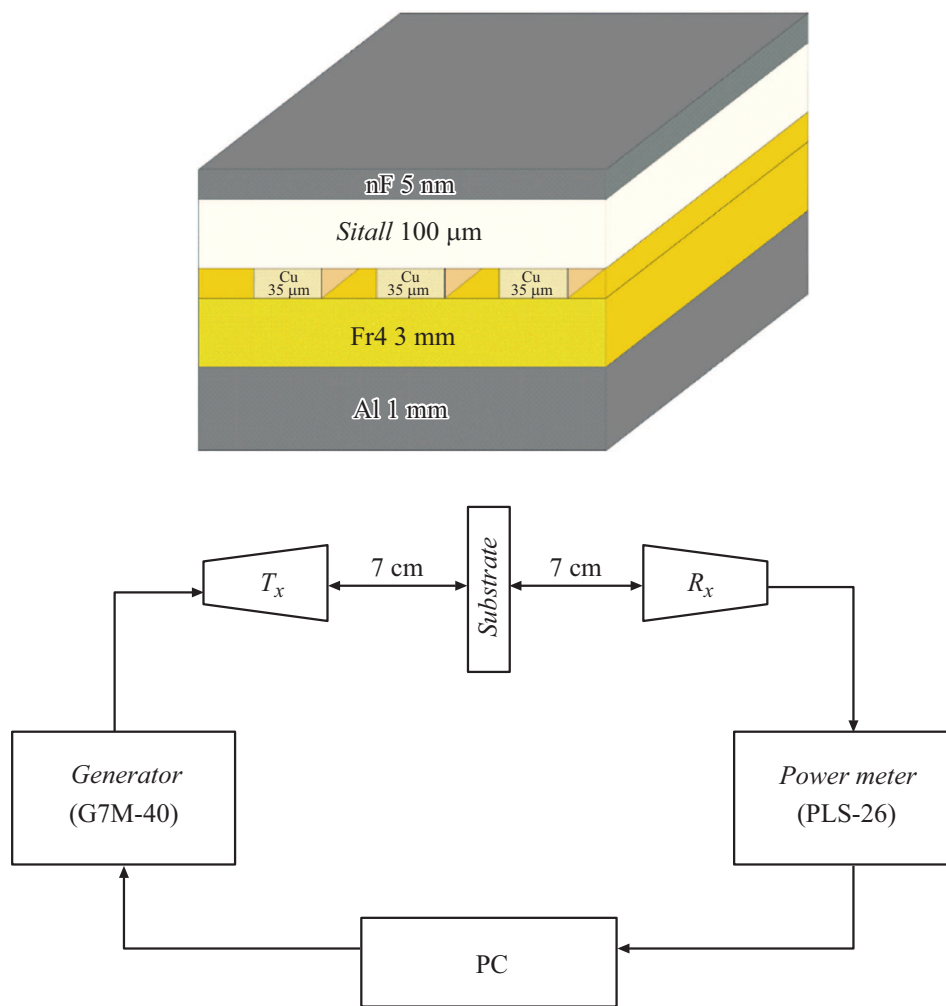 nF 5 nm
Sitall 100 μm
Cu
35 μm
Cu
35 μm
Cu
35 μm
Fr4 3 mm
Al 1 mm
Tx
7 cm
Substrate
7 cm
Rx
Generator
(G7M-40)
Power meter
(PLS-26)
PC